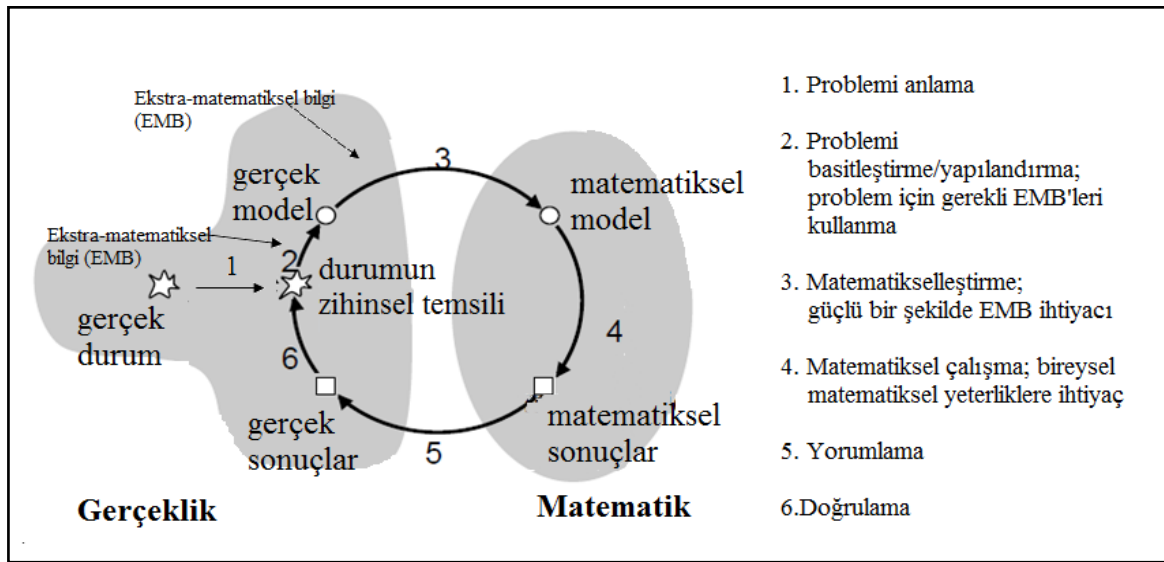 Ekstra-matematiksel bilgi
(EMB)
gerçek
model
3
matematiksel
model
Ekstra-matematiksel
bilgi (EMB)
1
2
durumun
zihinsel temsili
gerçek
durum
6
4
gerçek
sonuçlar
5
matematiksel
sonuçlar
Gerçeklik
Matematik
1. Problemi anlama
2. Problemi
basitleştirme/yapılandırma;
problem için gerekli EMB'leri
kullanma
3. Matematikselleştirme;
güçlü bir şekilde EMB ihtiyacı
4. Matematiksel çalışma; bireysel
matematiksel yeterliklere ihtiyaç
5. Yorumlama
6.Doğrulama